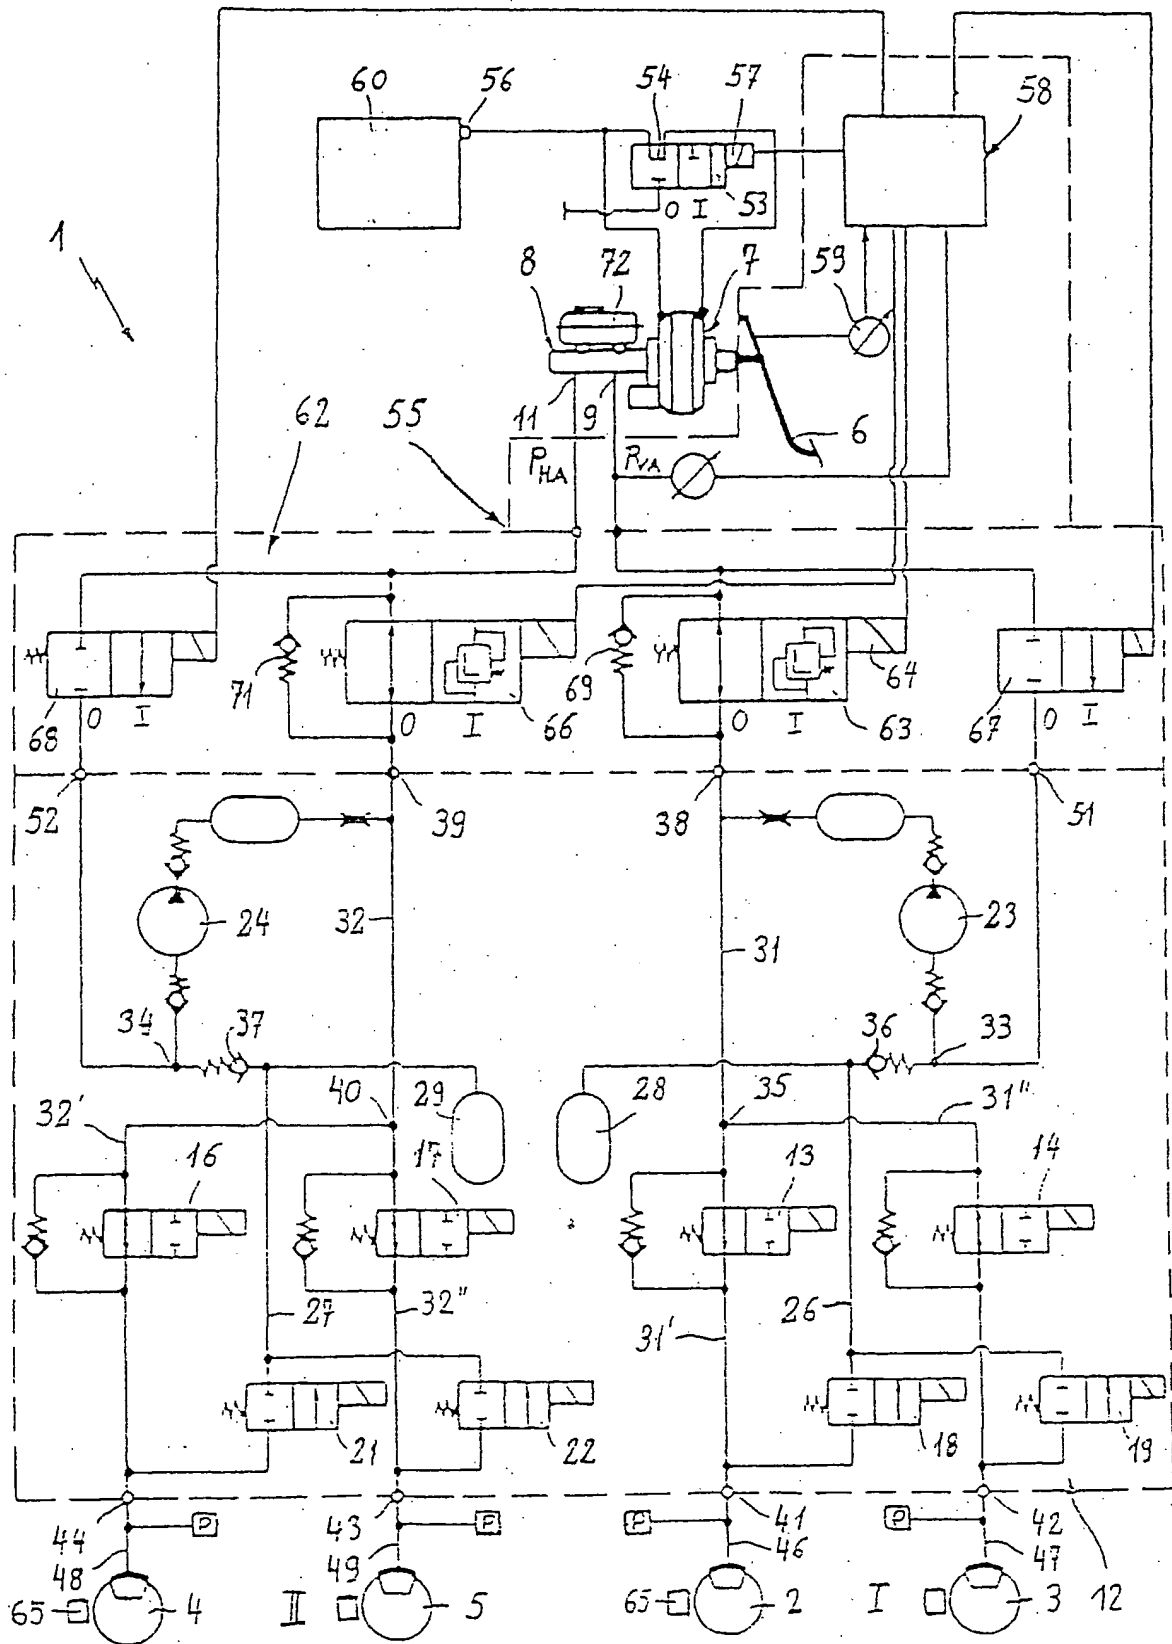 60 56 54 57 58
0 I 53
1
8 72 7 59
11 9 6
62 55 PHA PVA
71 69 64
68 0 I 0 I 66 0 I 63 67 0 I
52 39 38 51
24 32 31 23
34 37 36 33
32' 40 29 28 35 31"
16 17 13 14
27 32" 31' 26
21 22 18 19
44 P 43 P P 41 P 42
48 49 46 47
65 4 II 5 65 2 I 3 12